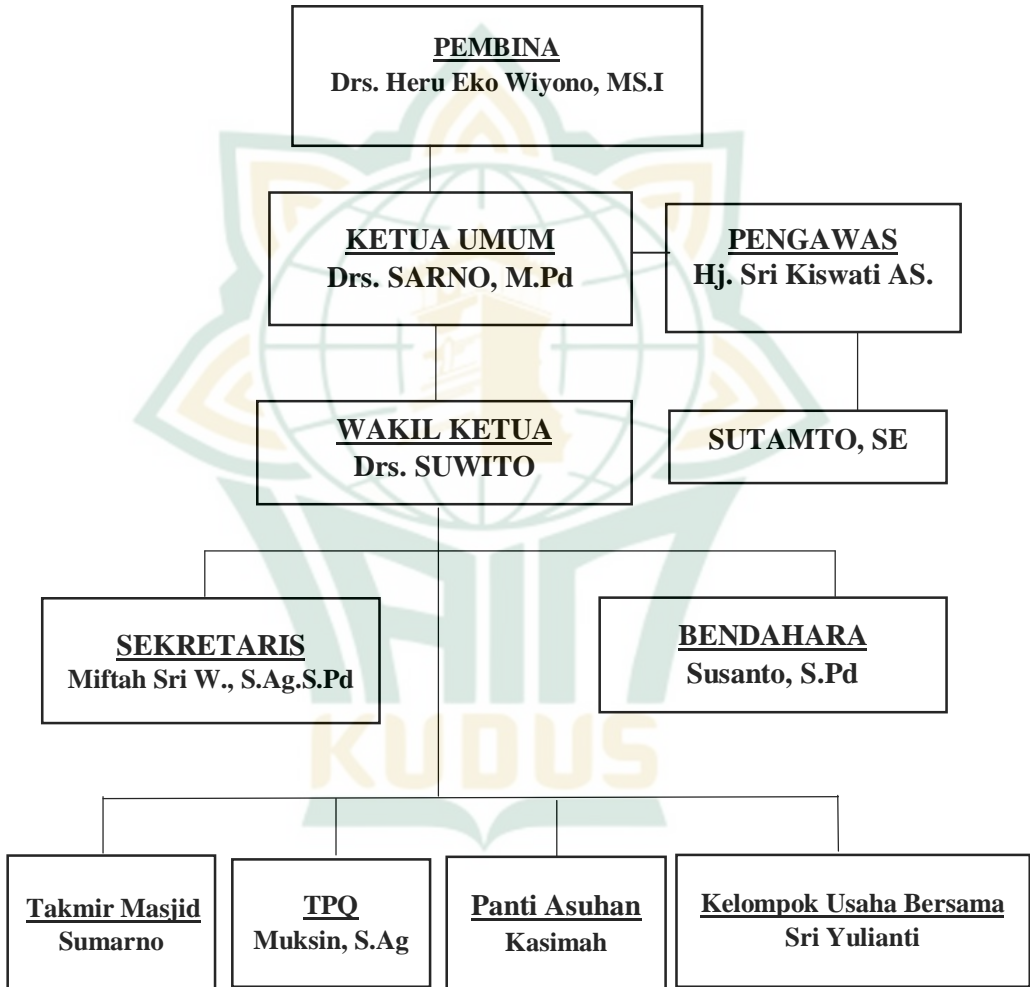 PEMBINA
Drs. Heru Eko Wiyono, MS.I
KETUA UMUM
Drs. SARNO, M.Pd
PENGAWAS
Hj. Sri Kiswati AS.
WAKIL KETUA
Drs. SUWITO
SUTAMTO, SE
SEKRETARIS
Miftah Sri W., S.Ag.S.Pd
BENDAHARA
Susanto, S.Pd
KUDUS
Takmir Masjid
Sumarno
TPQ
Muksin, S.Ag
Panti Asuhan
Kasimah
Kelompok Usaha Bersama
Sri Yulianti